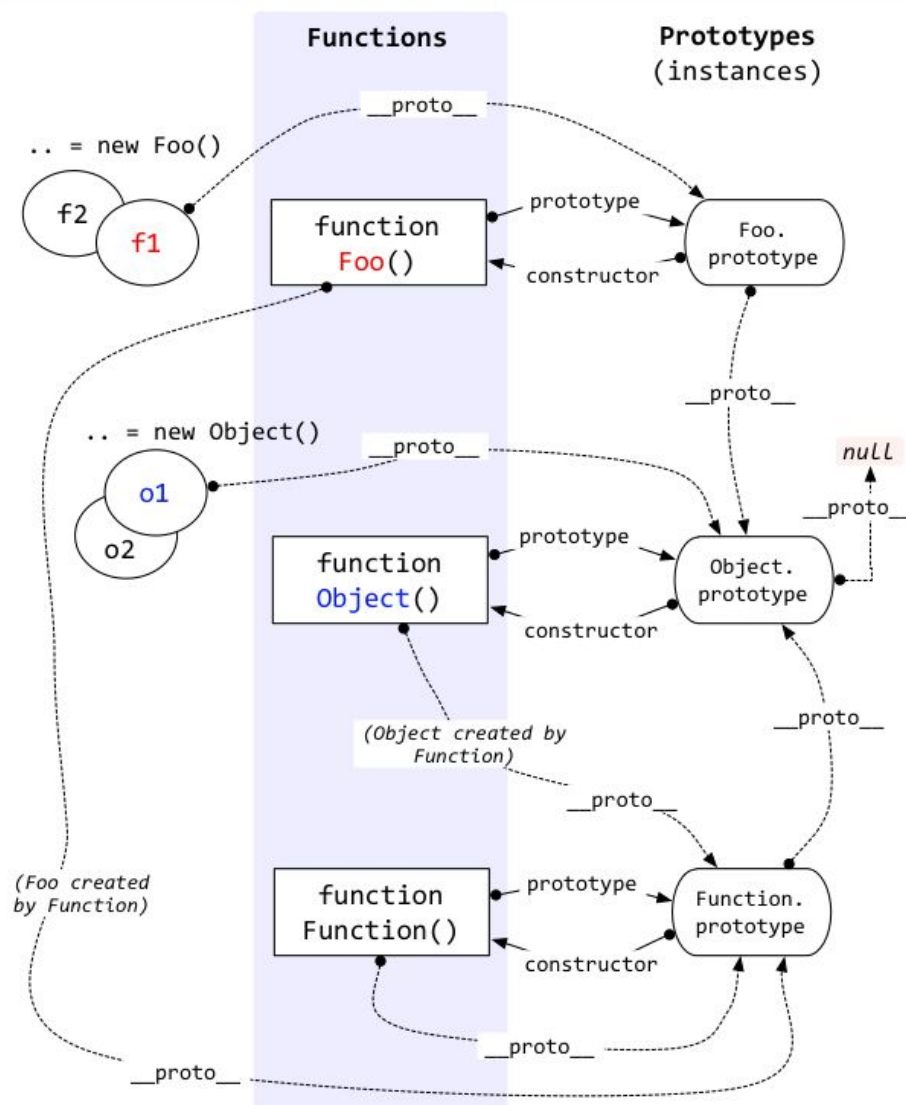 Functions
Prototypes
(instances)
__proto__
.. = new Foo()
f2
f1
function
Foo()
prototype
constructor
Foo.
prototype
__proto__
.. = new Object()
__proto__
null
__proto__
o1
o2
function
Object()
prototype
constructor
Object.
prototype
(Object created by
Function)
__proto__
__proto__
(Foo created
by Function)
function
Function()
prototype
constructor
Function.
prototype
__proto__
__proto__